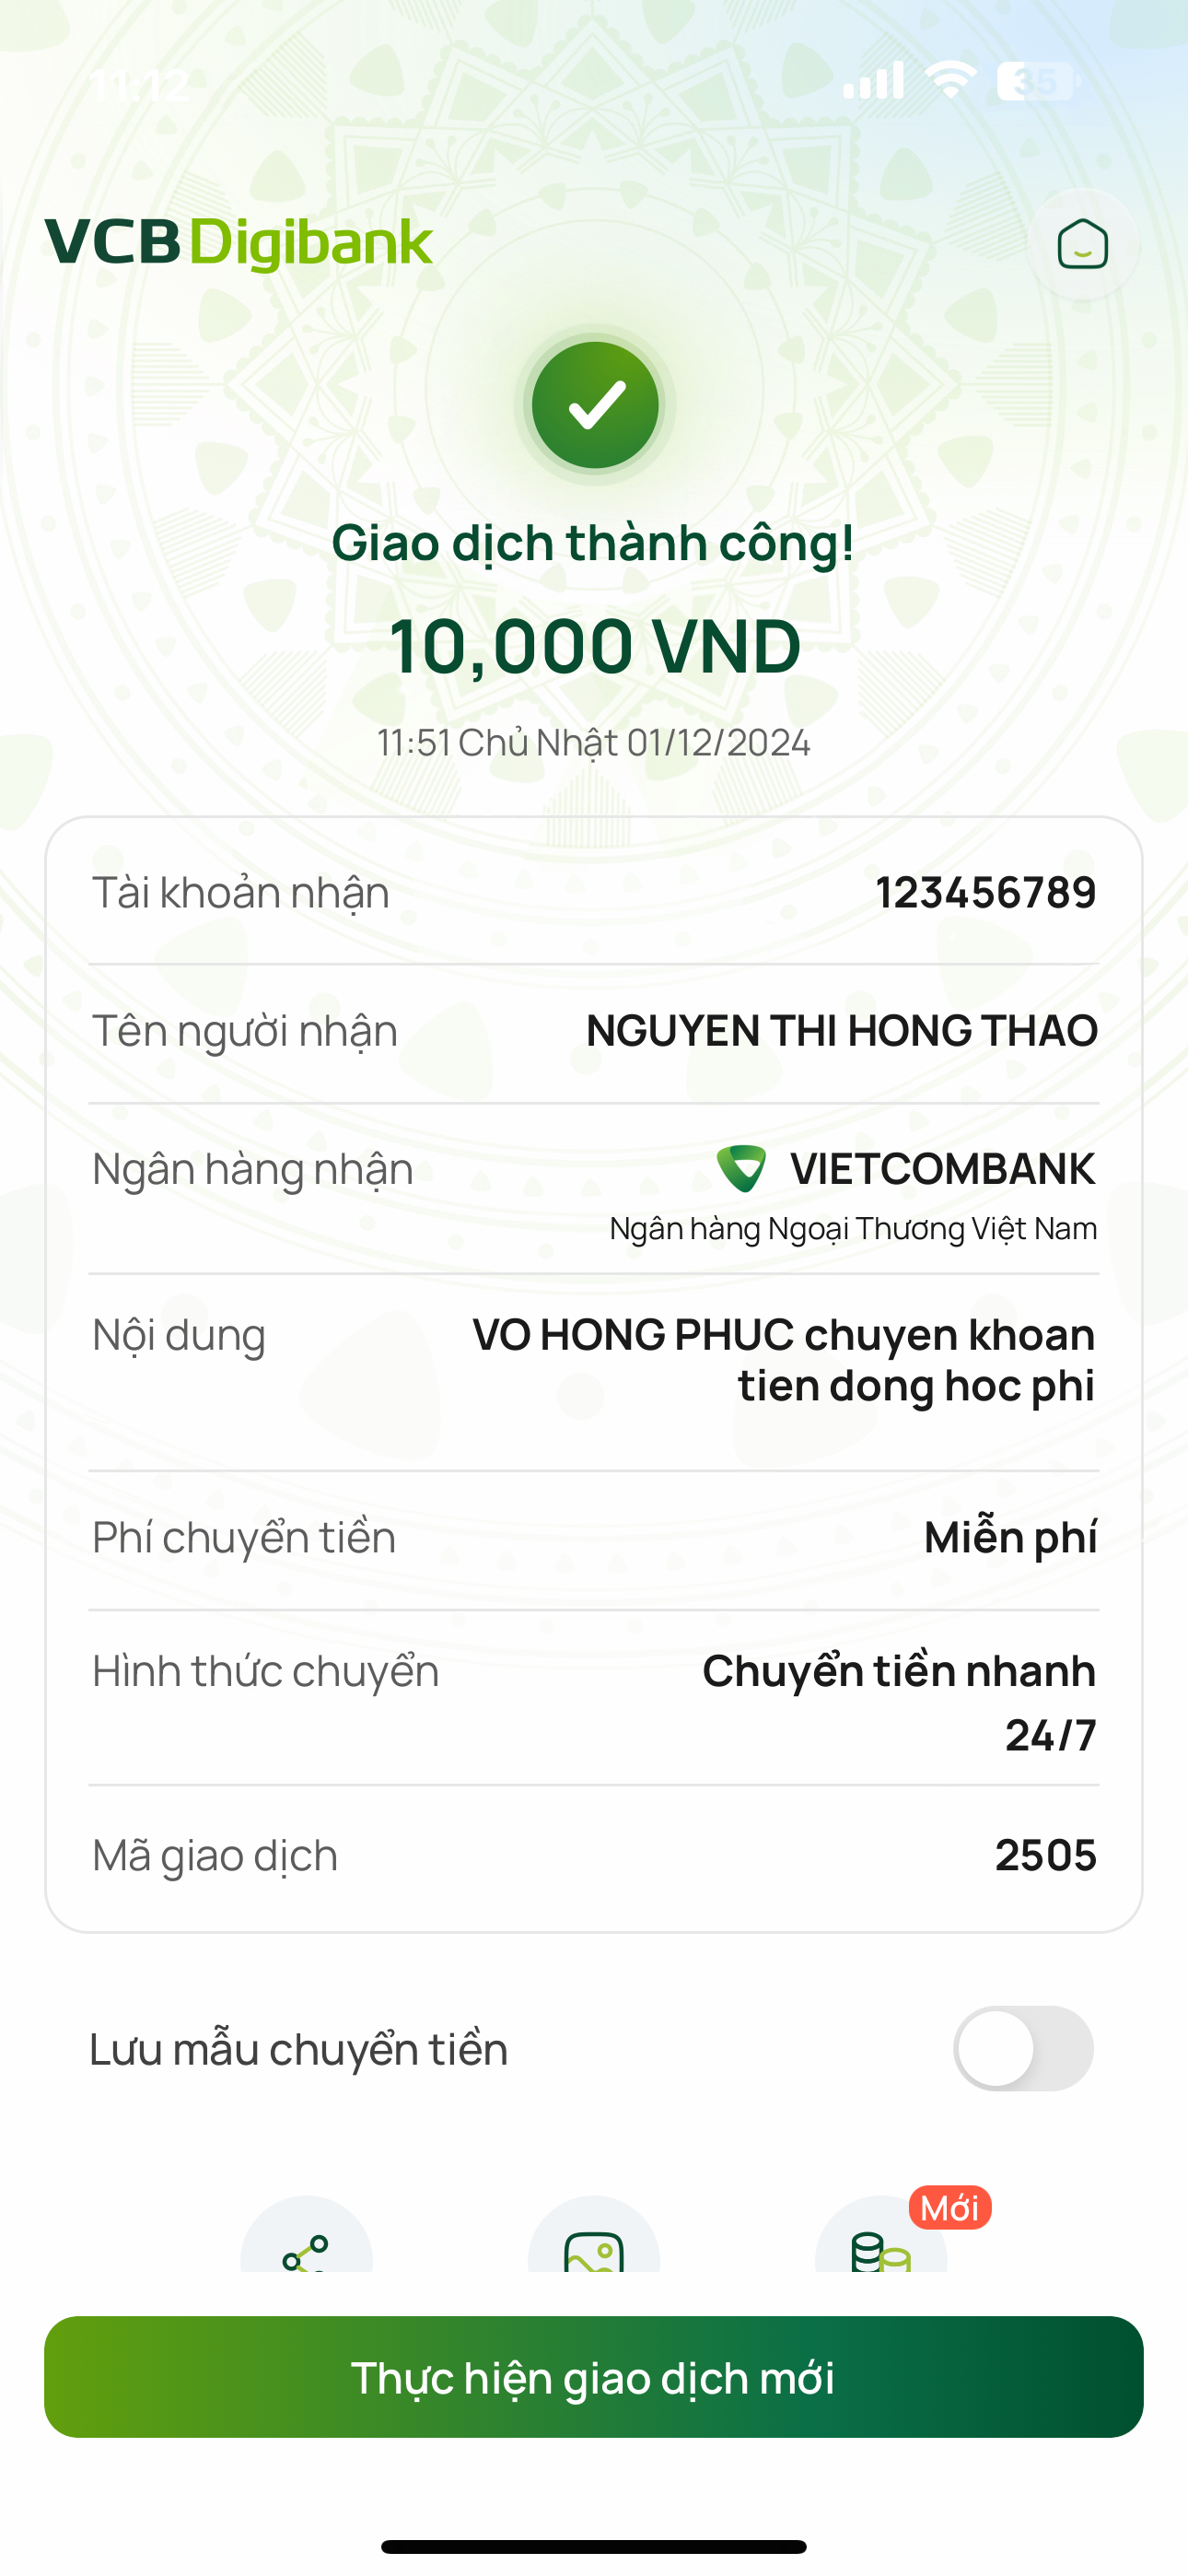 11:12
35
VCB Digibank
Giao dịch thành công!
10,000 VND
11:51 Chủ Nhật 01/12/2024
Tài khoản nhận 123456789
Tên người nhận NGUYEN THI HONG THAO
Ngân hàng nhận VIETCOMBANK
Ngân hàng Ngoại Thương Việt Nam
Nội dung VO HONG PHUC chuyen khoan
tien dong hoc phi
Phí chuyển tiền Miễn phí
Hình thức chuyển Chuyển tiền nhanh
24/7
Mã giao dịch 2505
Lưu mẫu chuyển tiền
Mới
Thực hiện giao dịch mới